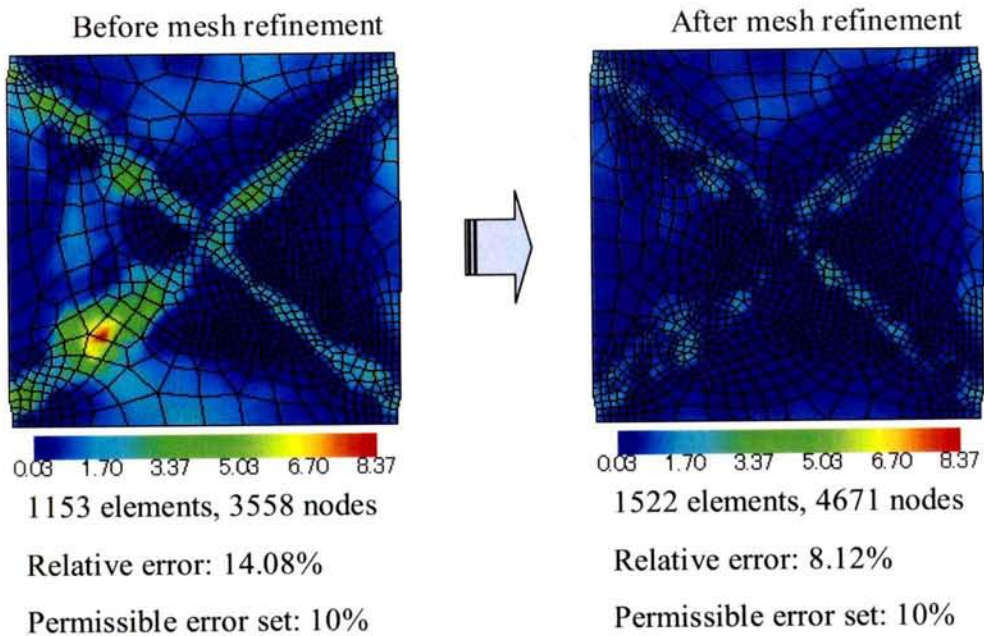 Before mesh refinement
0.03 1.70 3.37 5.03 6.70 8.37
1153 elements, 3558 nodes
Relative error: 14.08%
Permissible error set: 10%
After mesh refinement
0.03 1.70 3.37 5.03 6.70 8.37
1522 elements, 4671 nodes
Relative error: 8.12%
Permissible error set: 10%